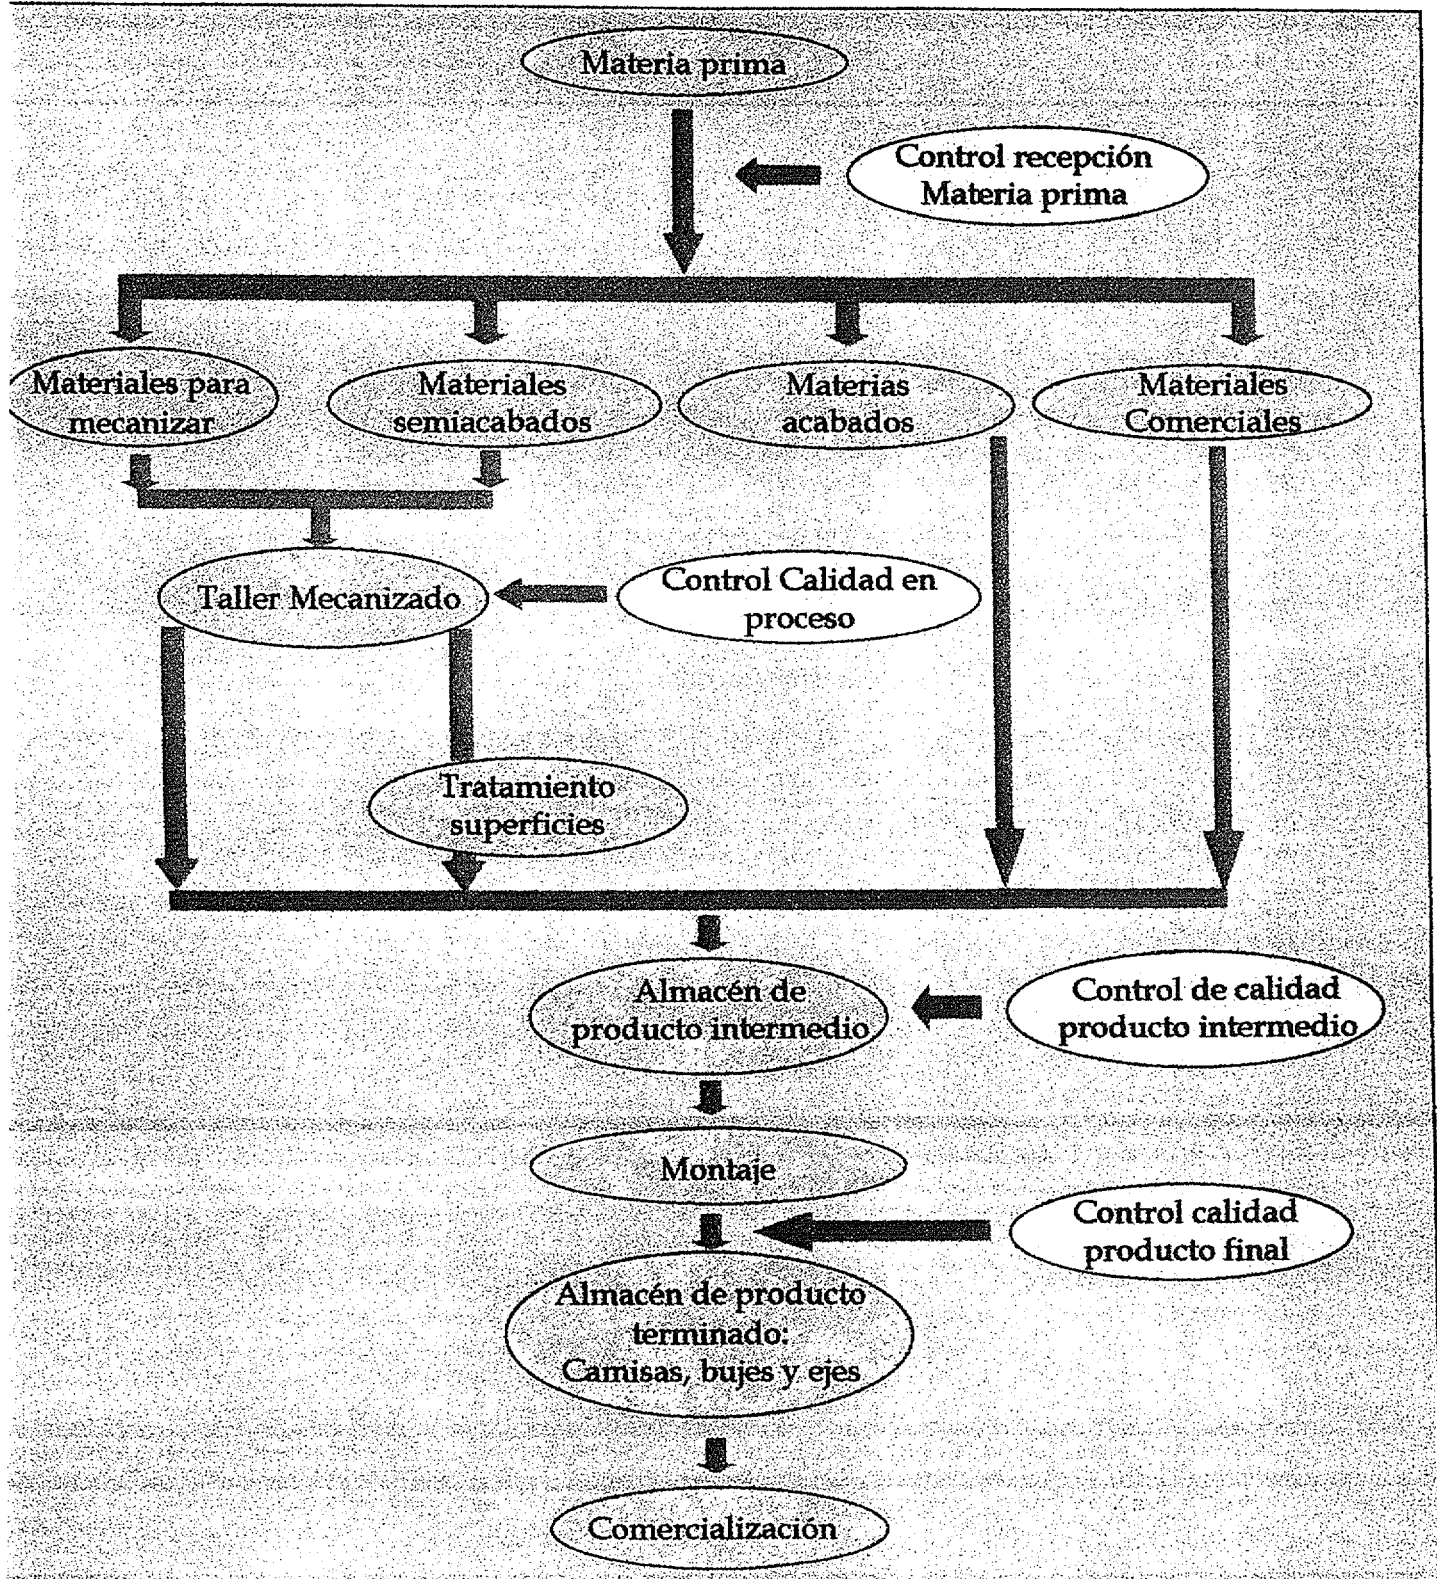 Materia prima
Control recepción
Materia prima
Materiales para
mecanizar
Materiales
semiacabados
Materias
acabados
Materiales
Comerciales
Taller Mecanizado
Control Calidad en
proceso
Tratamiento
superficies
Almacén de
producto intermedio
Control de calidad
producto intermedio
Montaje
Control calidad
producto final
Almacén de producto
terminado:
Camisas, bujes y ejes
Comercialización